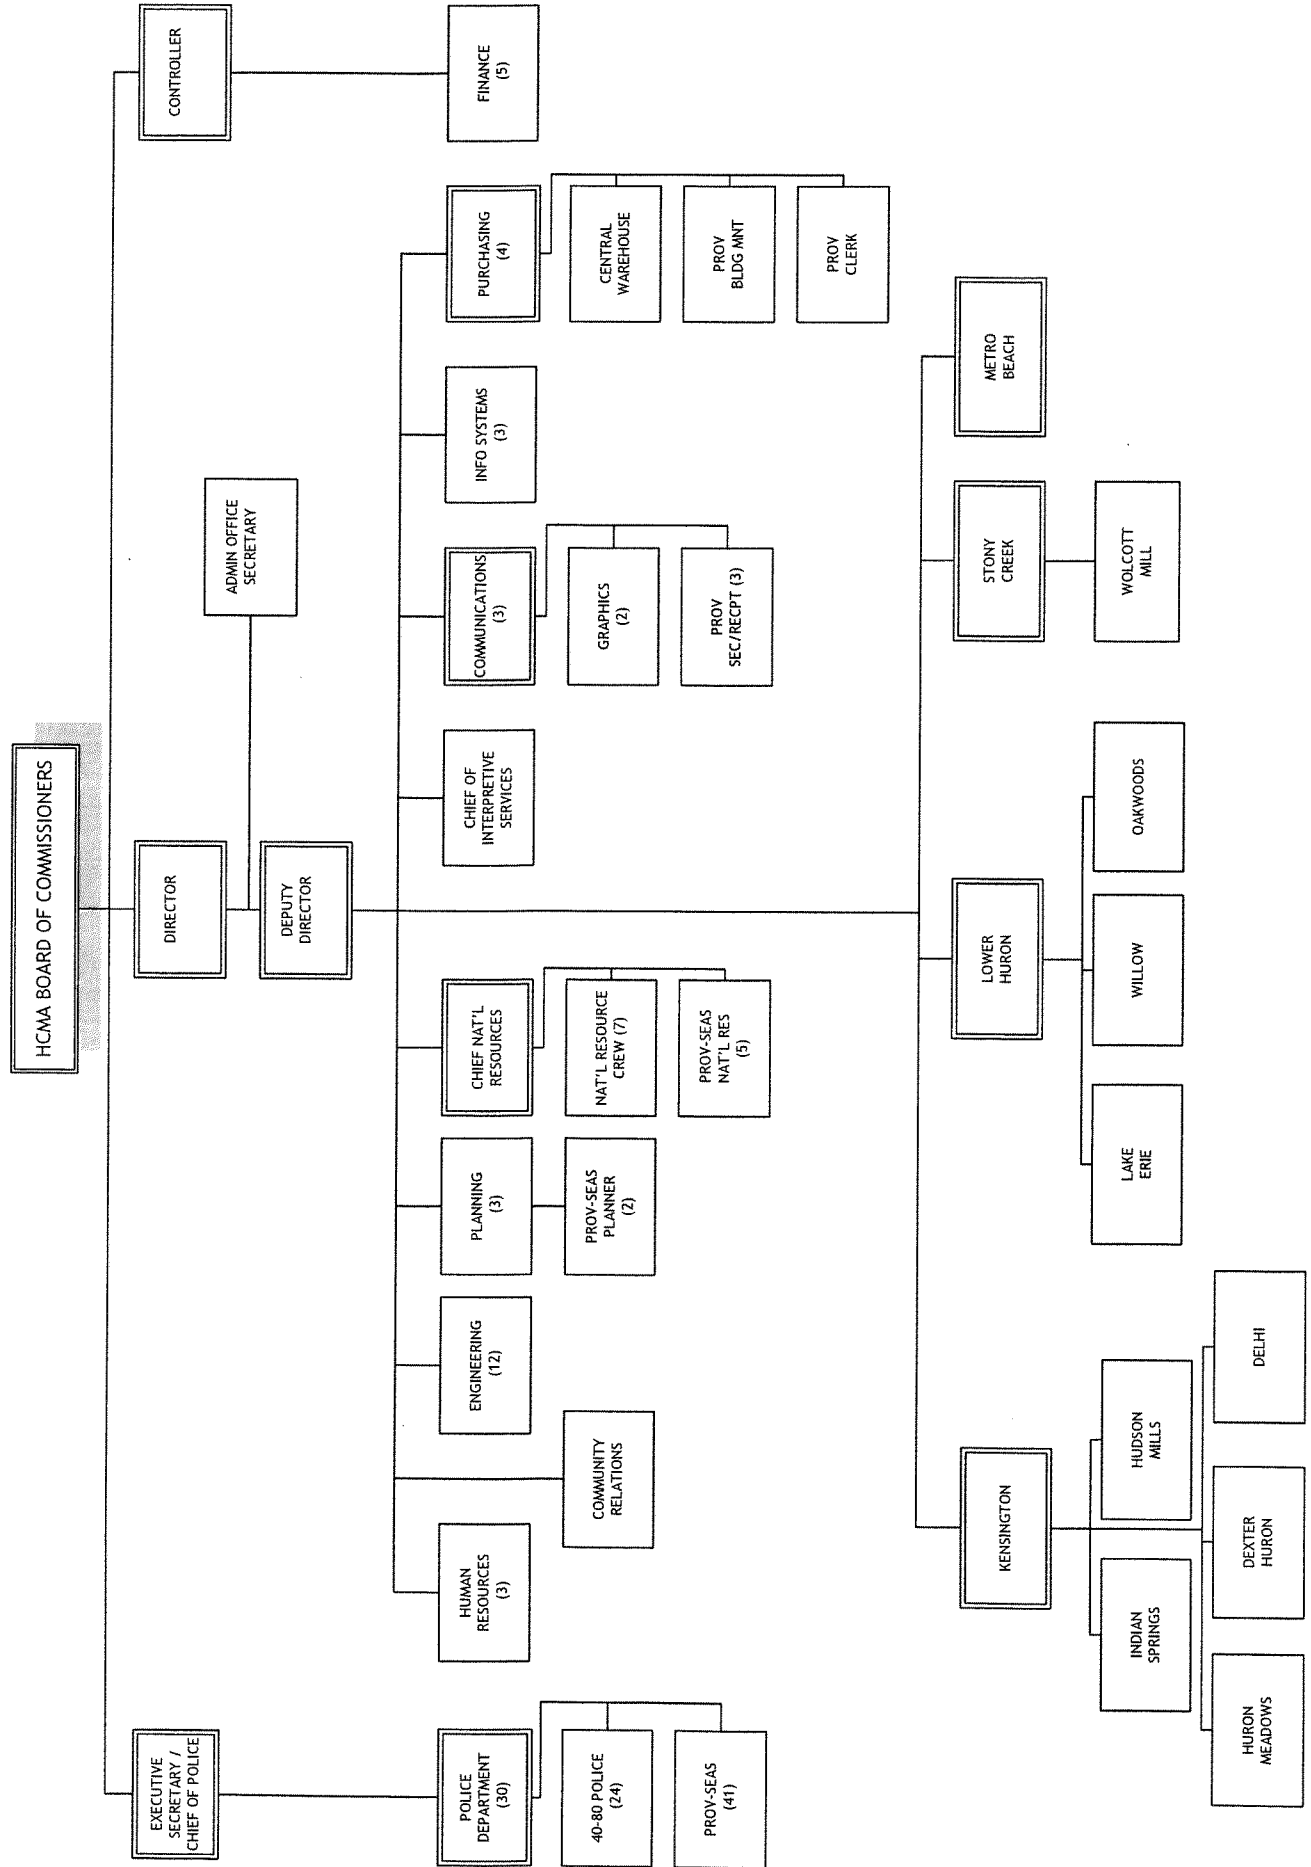 HCMA BOARD OF COMMISSIONERS
EXECUTIVE
SECRETARY /
CHIEF OF POLICE
DIRECTOR
CONTROLLER
ADMIN OFFICE
SECRETARY
DEPUTY
DIRECTOR
POLICE
DEPARTMENT
(30)
40-80 POLICE
(24)
PROV-SEAS
(41)
HUMAN
RESOURCES
(3)
COMMUNITY
RELATIONS
ENGINEERING
(12)
PLANNING
(3)
PROV-SEAS
PLANNER
(2)
CHIEF NAT'L
RESOURCES
NAT'L RESOURCE
CREW (7)
PROV-SEAS
NAT'L RES
(5)
CHIEF OF
INTERPRETIVE
SERVICES
COMMUNICATIONS
(3)
GRAPHICS
(2)
PROV
SEC/RECPT (3)
INFO SYSTEMS
(3)
PURCHASING
(4)
CENTRAL
WAREHOUSE
PROV
BLDG MNT
PROV
CLERK
FINANCE
(5)
KENSINGTON
INDIAN
SPRINGS
HUDSON
MILLS
HURON
MEADOWS
DEXTER
HURON
DELHI
LOWER
HURON
LAKE
ERIE
WILLOW
OAKWOODS
STONY
CREEK
WOLCOTT
MILL
METRO
BEACH